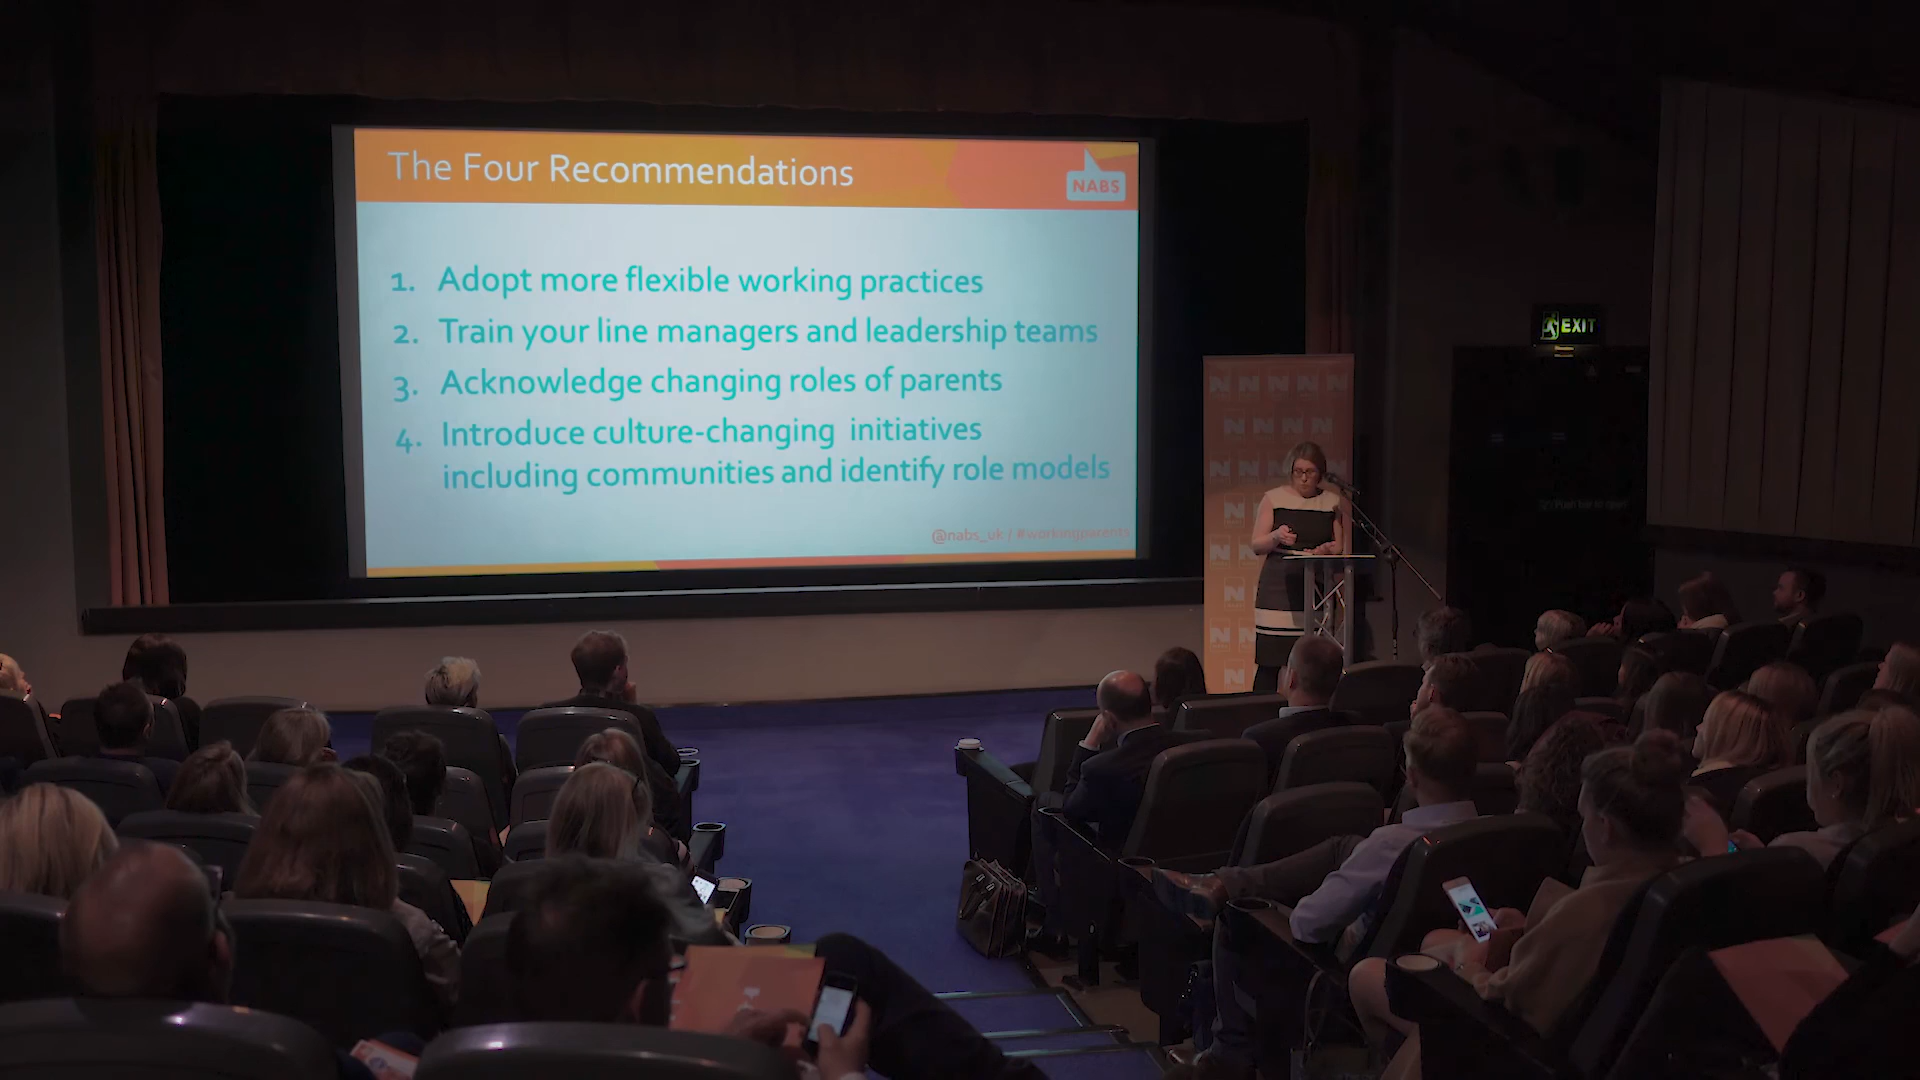 The Four Recommendations
NABS
1. Adopt more flexible working practices
2. Train your line managers and leadership teams
3. Acknowledge changing roles of parents
4. Introduce culture-changing initiatives
including communities and identify role models
@nabs_uk / #workingparents
EXIT